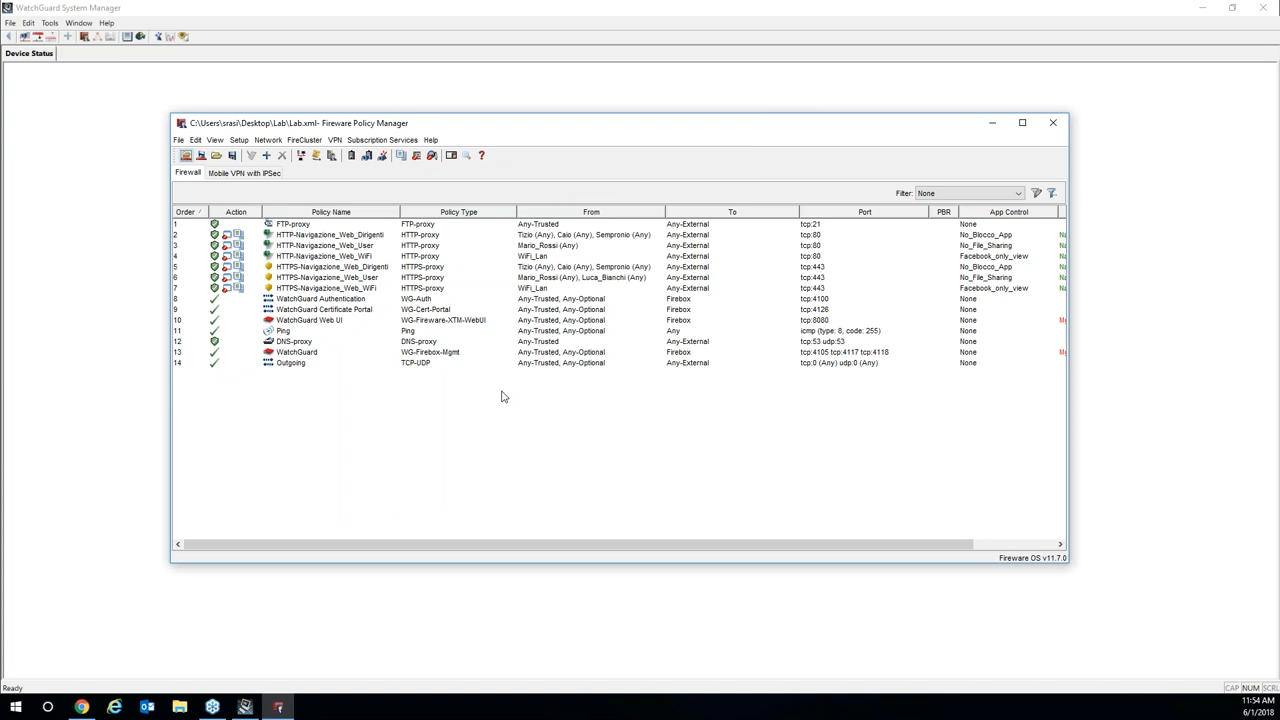 WatchGuard System Manager
File Edit Tools Window Help
Device Status
C:\Users\srasi\Desktop\Lab\Lab.xml- Fireware Policy Manager
File Edit View Setup Network FireCluster VPN Subscription Services Help
Firewall Mobile VPN with IPSec
Filter: None
Order Action Policy Name Policy Type From To Port PBR App Control
1 FTP-proxy FTP-proxy Any-Trusted Any-External tcp:21 None
2 HTTP-Navigazione_Web_Dirigenti HTTP-proxy Tizio (Any), Caio (Any), Sempronio (Any) Any-External tcp:80 No_Blocco_App
3 HTTP-Navigazione_Web_User HTTP-proxy Mario_Rossi (Any) Any-External tcp:80 No_File_Sharing
4 HTTP-Navigazione_Web_WiFi HTTP-proxy WiFi_Lan Any-External tcp:80 Facebook_only_view
5 HTTPS-Navigazione_Web_Dirigenti HTTPS-proxy Tizio (Any), Caio (Any), Sempronio (Any) Any-External tcp:443 No_Blocco_App
6 HTTPS-Navigazione_Web_User HTTPS-proxy Mario_Rossi (Any), Luca_Bianchi (Any) Any-External tcp:443 No_File_Sharing
7 HTTPS-Navigazione_Web_WiFi HTTPS-proxy WiFi_Lan Any-External tcp:443 Facebook_only_view
8 WatchGuard Authentication WG-Auth Any-Trusted, Any-Optional Firebox tcp:4100 None
9 WatchGuard Certificate Portal WG-Cert-Portal Any-Trusted, Any-Optional Firebox tcp:4126 None
10 WatchGuard Web UI WG-Fireware-XTM-WebUI Any-Trusted, Any-Optional Firebox tcp:8080 None
11 Ping Ping Any-Trusted, Any-Optional Any icmp (type: 8, code: 255) None
12 DNS-proxy DNS-proxy Any-Trusted Any-External tcp:53 udp:53 None
13 WatchGuard WG-Firebox-Mgmt Any-Trusted, Any-Optional Firebox tcp:4105 tcp:4117 tcp:4118 None
14 Outgoing TCP-UDP Any-Trusted, Any-Optional Any-External tcp:0 (Any) udp:0 (Any) None
Fireware OS v11.7.0
Ready CAP NUM SCRL
11:54 AM
6/1/2018